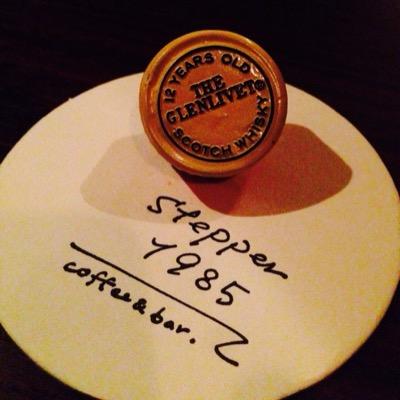 12 YEARS OLD
THE
GLENLIVET®
SCOTCH WHISKY
Stepper
1985
coffee & bar.